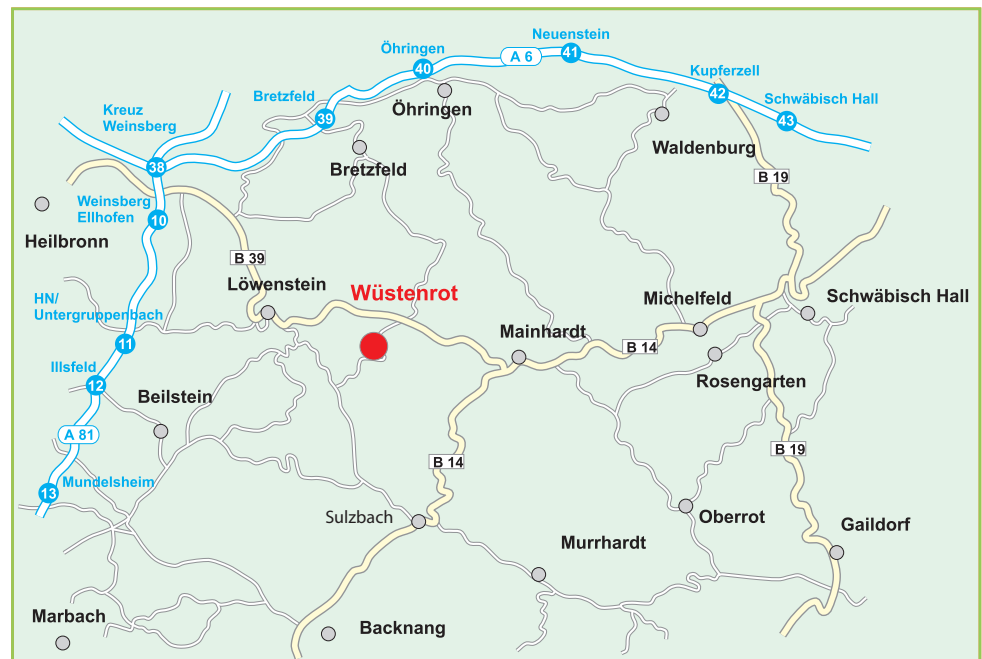 Neuenstein
Öhringen
A 6
41
40
Kupferzell
Bretzfeld
42
Schwäbisch Hall
Kreuz
Weinsberg
Öhringen
39
43
Waldenburg
38
Bretzfeld
B 19
Weinsberg
Ellhofen
10
Heilbronn
B 39
Löwenstein
Wüstenrot
HN/
Untergruppenbach
Michelfeld
Schwäbisch Hall
Mainhardt
11
B 14
Illsfeld
12
Rosengarten
Beilstein
A 81
B 19
B 14
Mundelsheim
13
Sulzbach
Oberrot
Gaildorf
Murrhardt
Marbach
Backnang